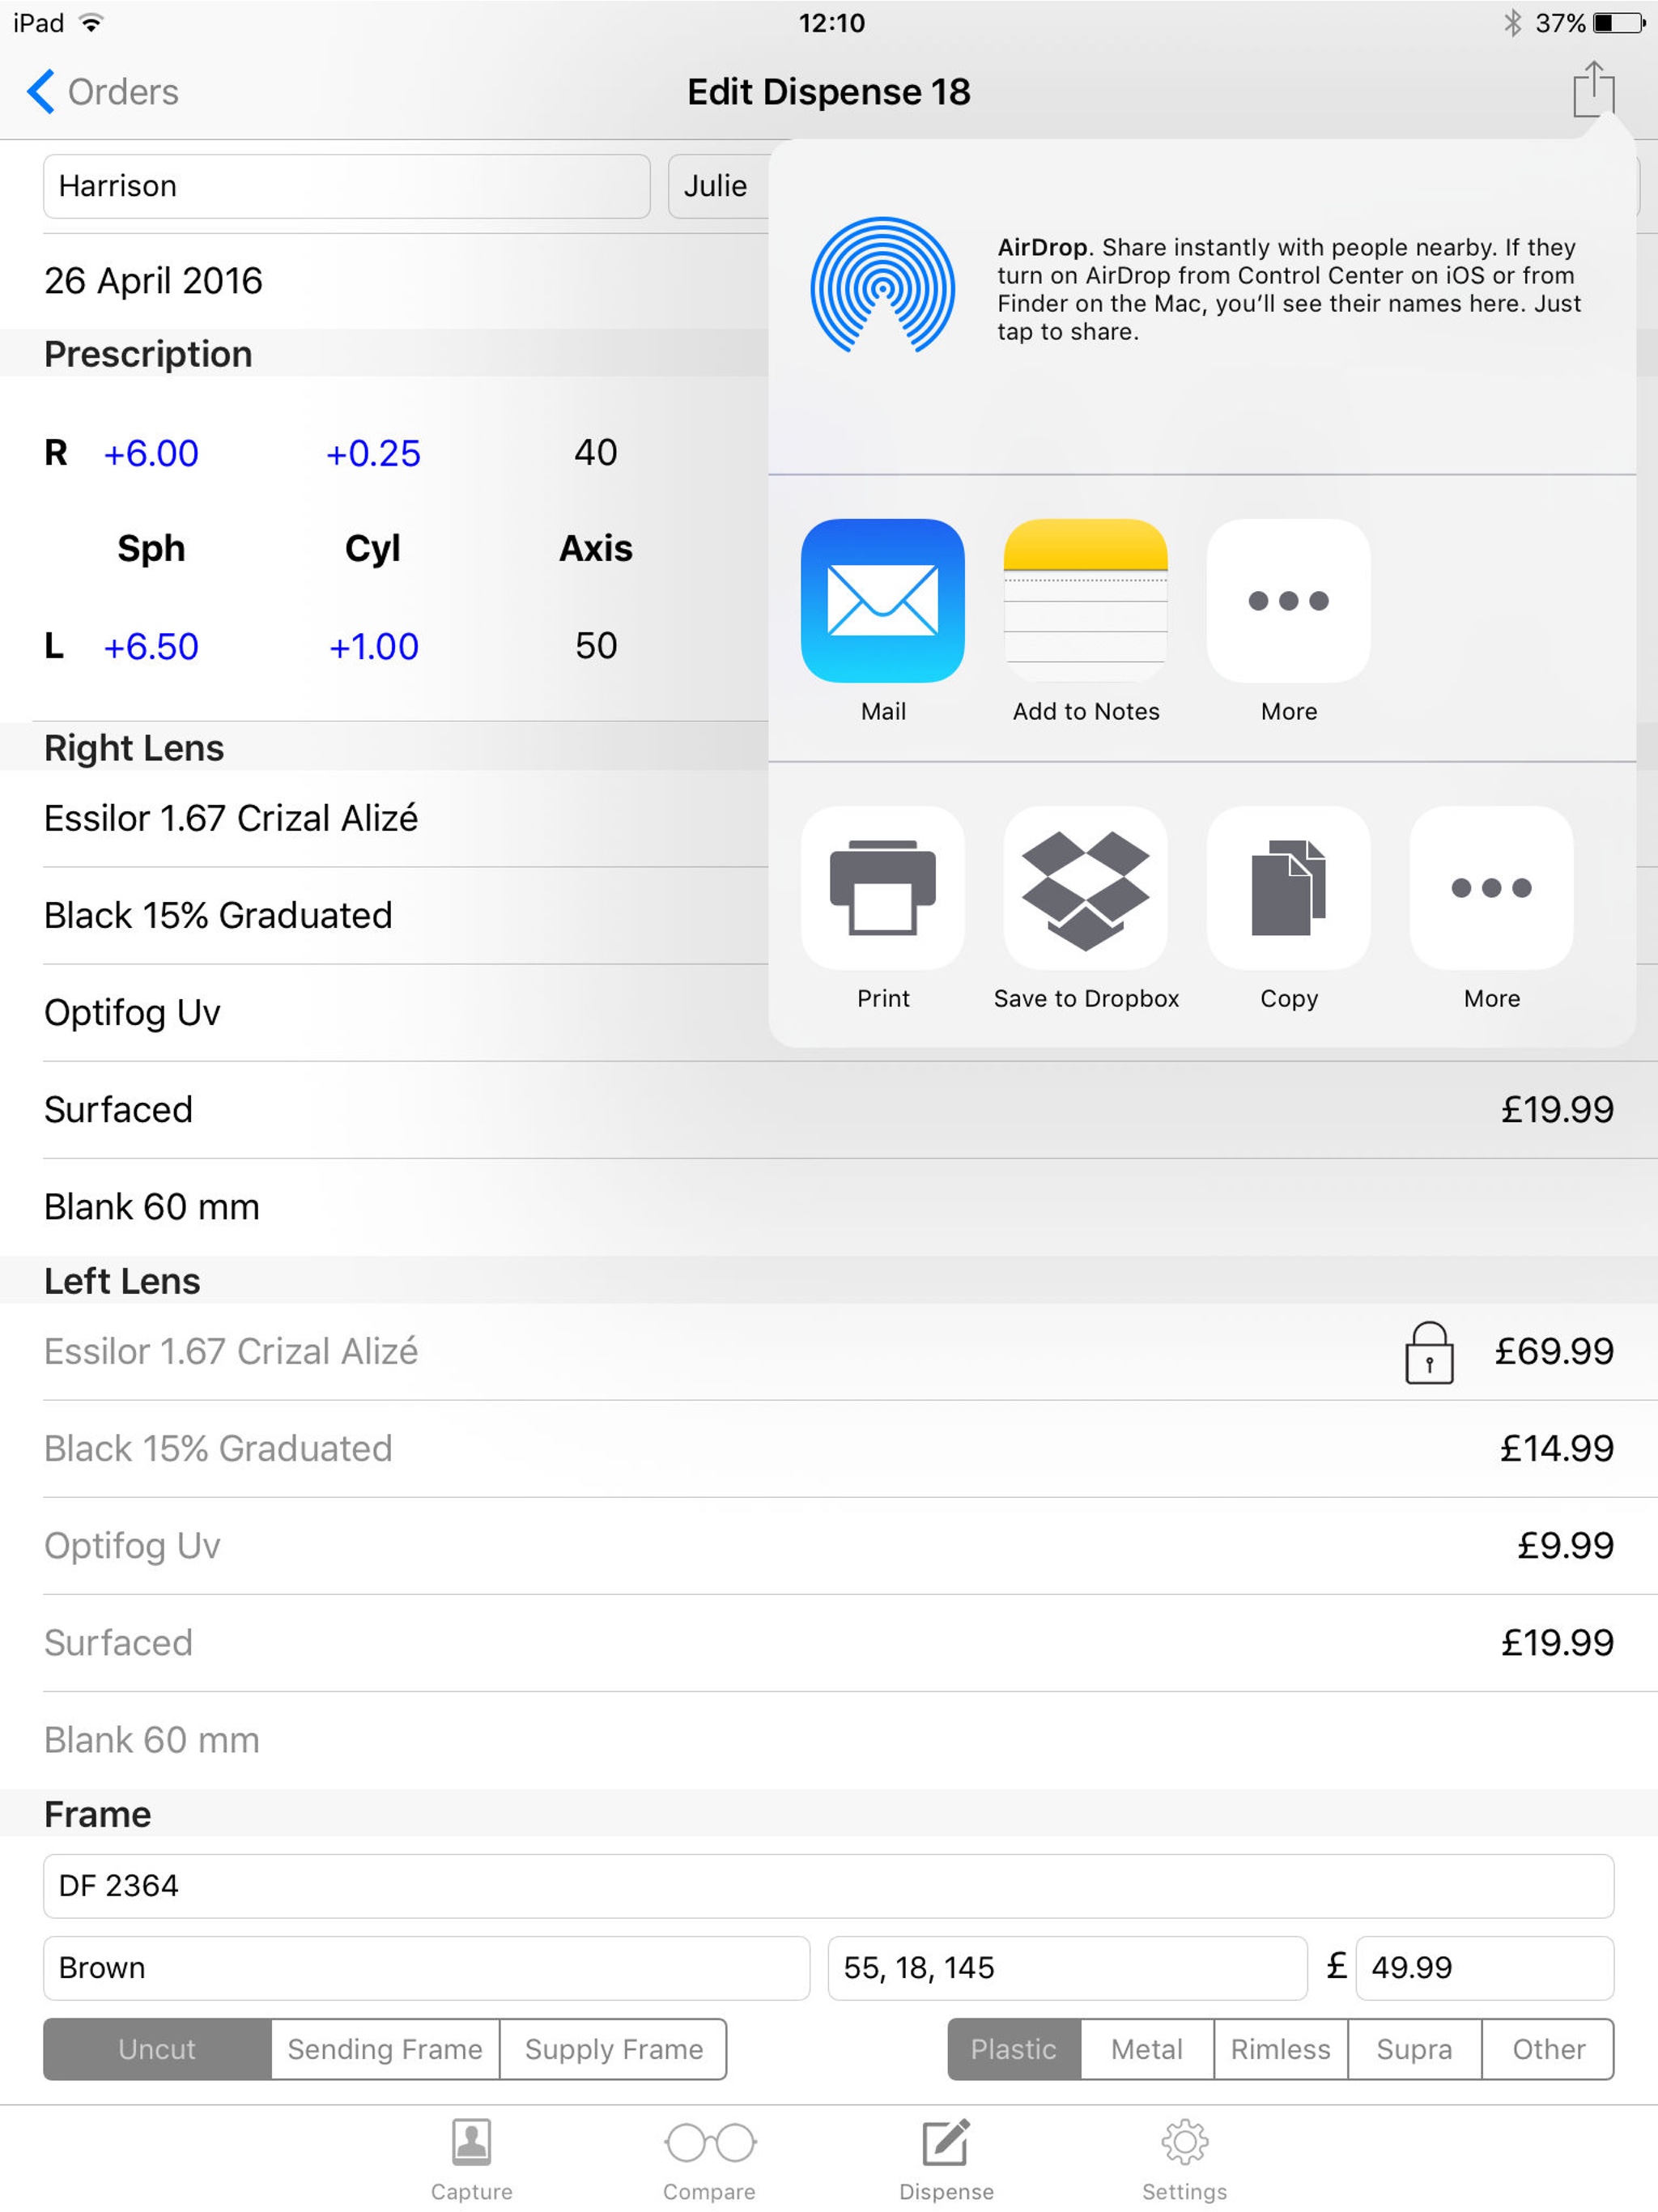 iPad 12:10 37%
Orders Edit Dispense 18
Harrison Julie
26 April 2016
Prescription
R +6.00 +0.25 40
Sph Cyl Axis
L +6.50 +1.00 50
Right Lens
Essilor 1.67 Crizal Alizé
Black 15% Graduated
Optifog Uv
Surfaced £19.99
Blank 60 mm
AirDrop. Share instantly with people nearby. If they
turn on AirDrop from Control Center on iOS or from
Finder on the Mac, you’ll see their names here. Just
tap to share.
Mail Add to Notes More
Print Save to Dropbox Copy More
Left Lens
Essilor 1.67 Crizal Alizé £69.99
Black 15% Graduated £14.99
Optifog Uv £9.99
Surfaced £19.99
Blank 60 mm
Frame
DF 2364
Brown 55, 18, 145 £ 49.99
Uncut Sending Frame Supply Frame Plastic Metal Rimless Supra Other
Capture Compare Dispense Settings